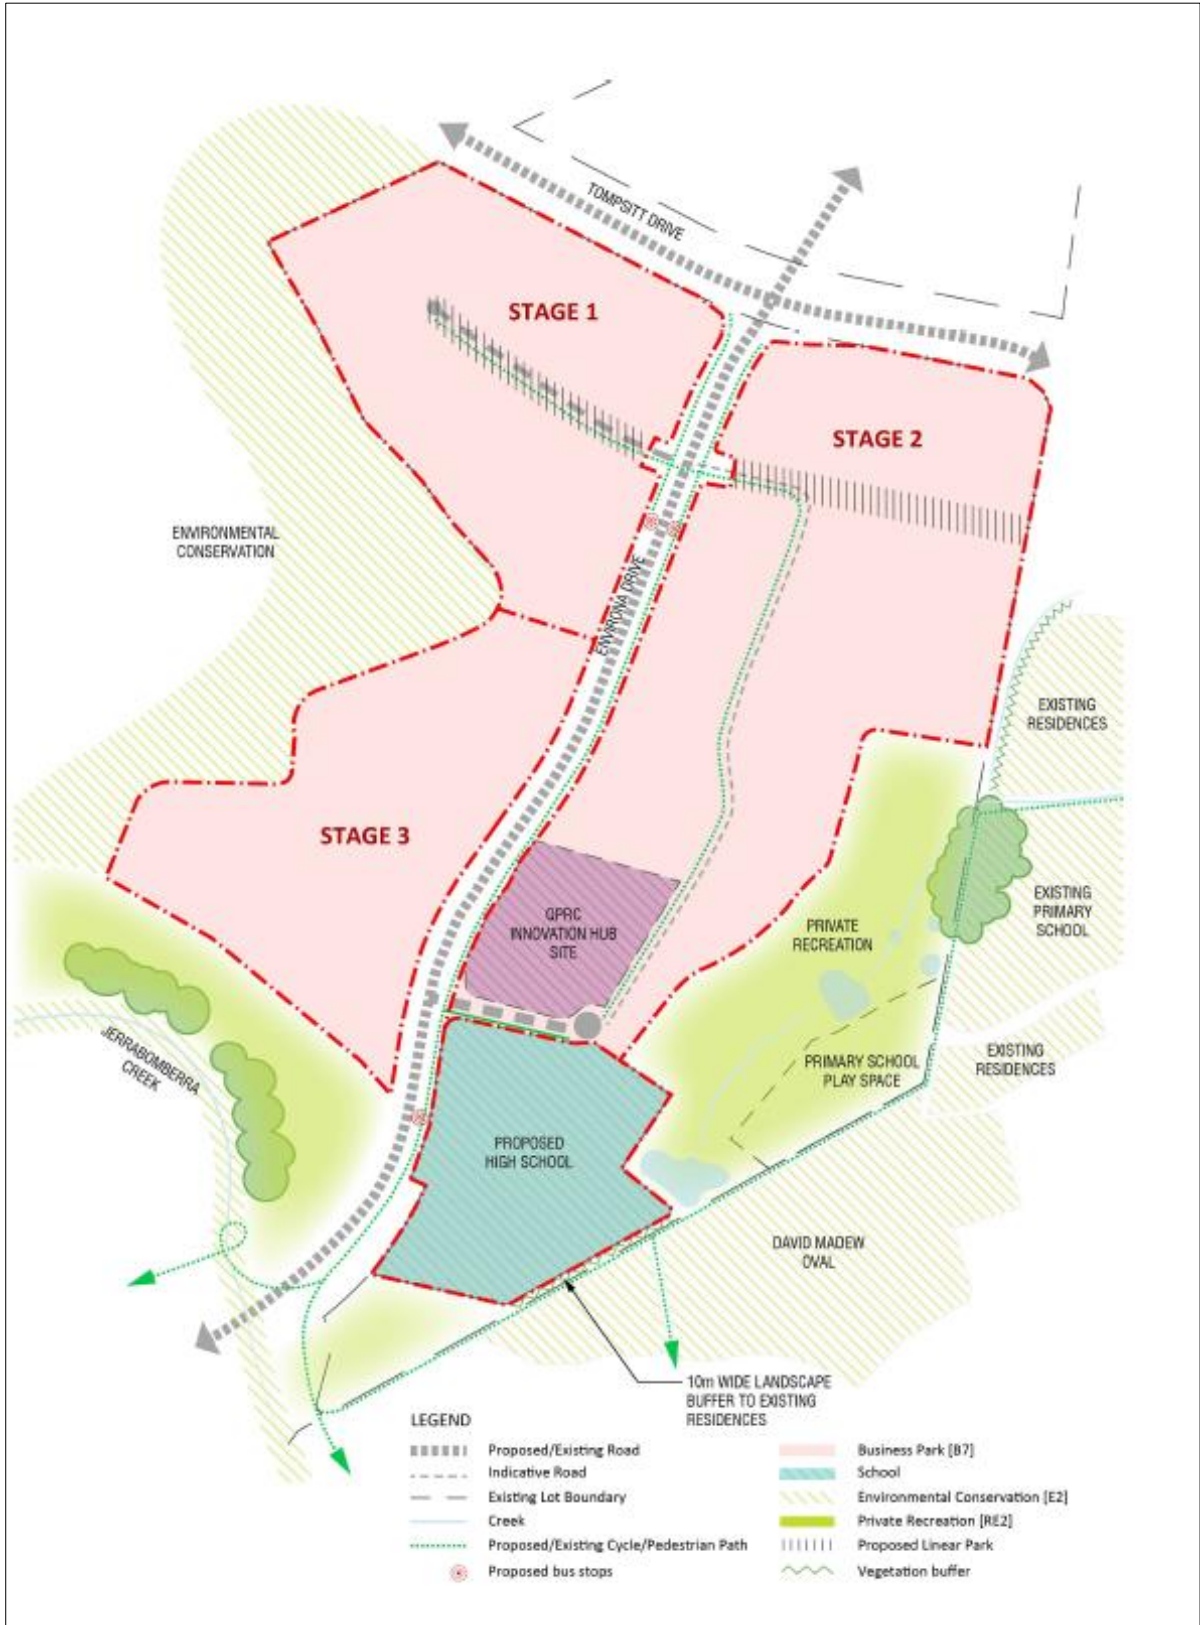 TOMPSITT DRIVE
STAGE 1
STAGE 2
ENVIRONMENTAL
CONSERVATION
ENVIRONA DRIVE
EXISTING
RESIDENCES
STAGE 3
QPRC
INNOVATION HUB
SITE
PRIVATE
RECREATION
EXISTING
PRIMARY
SCHOOL
JERRABOMBERRA
CREEK
PRIMARY SCHOOL
PLAY SPACE
EXISTING
RESIDENCES
PROPOSED
HIGH SCHOOL
DAVID MADEW
OVAL
10m WIDE LANDSCAPE
BUFFER TO EXISTING
RESIDENCES
LEGEND
Proposed/Existing Road
Indicative Road
Existing Lot Boundary
Creek
Proposed/Existing Cycle/Pedestrian Path
Proposed bus stops
Business Park [B7]
School
Environmental Conservation [E2]
Private Recreation [RE2]
Proposed Linear Park
Vegetation buffer